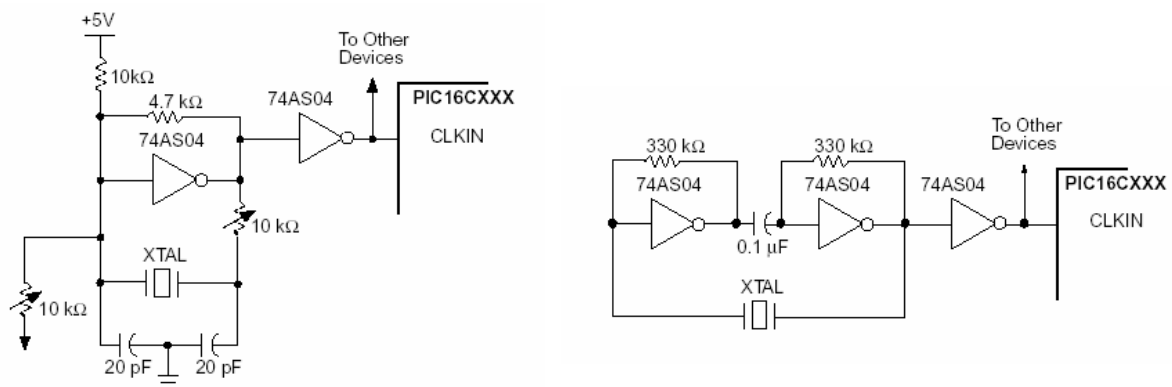 +5V
10kΩ
4.7 kΩ
74AS04
74AS04
To Other
Devices
PIC16CXXX
CLKIN
10 kΩ
XTAL
10 kΩ
20 pF
20 pF
330 kΩ
330 kΩ
74AS04
74AS04
74AS04
To Other
Devices
PIC16CXXX
CLKIN
0.1 µF
XTAL